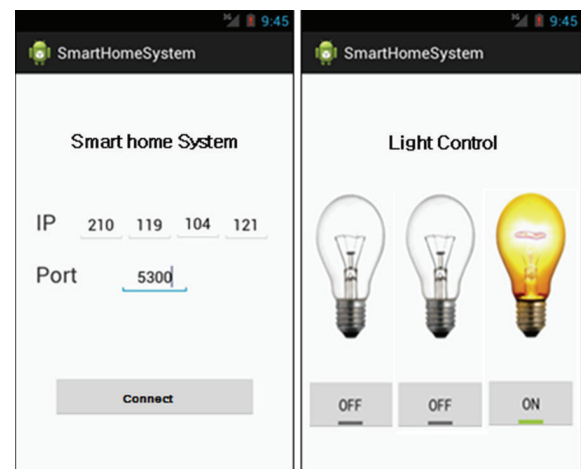 9:45
SmartHomeSystem
Smart home System
IP 210 119 104 121
Port 5300
Connect
9:45
SmartHomeSystem
Light Control
OFF OFF ON